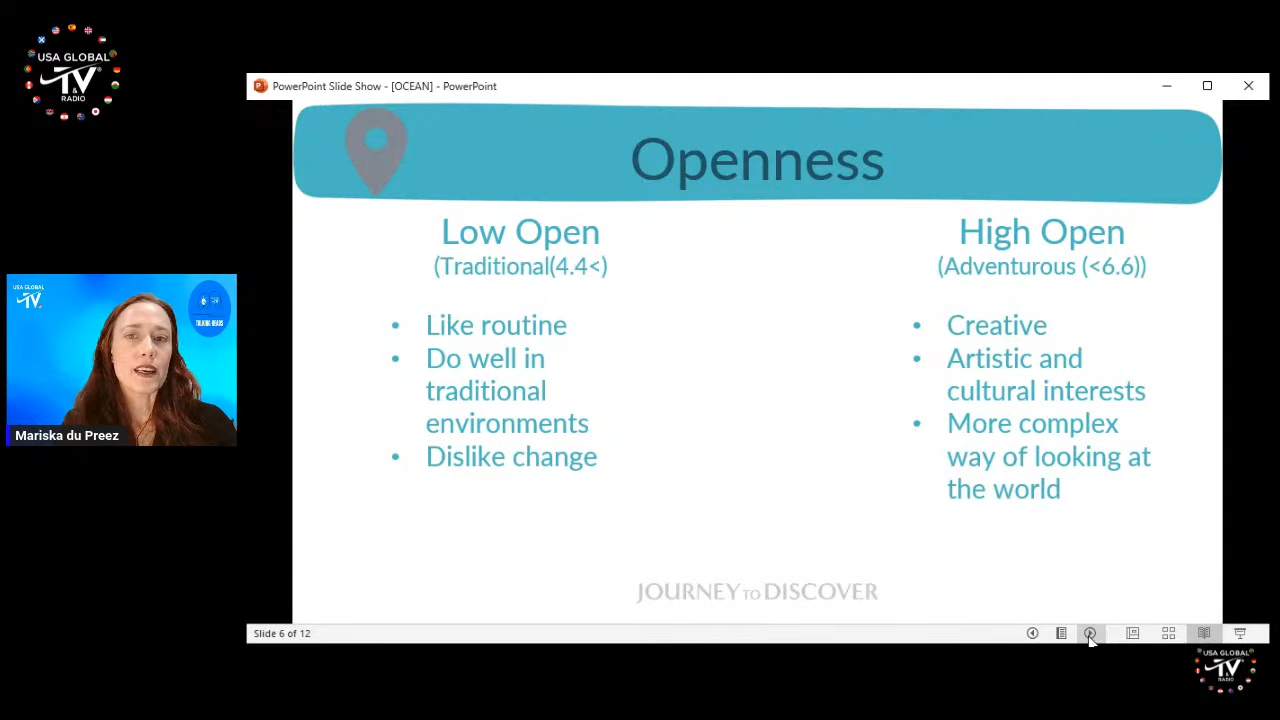 USA GLOBAL
TV
&
RADIO
PowerPoint Slide Show - [OCEAN] - PowerPoint
Openness
Low Open
(Traditional(4.4<)
Like routine
Do well in
traditional
environments
Dislike change
High Open
(Adventurous (<6.6))
Creative
Artistic and
cultural interests
More complex
way of looking at
the world
JOURNEY TO DISCOVER
Slide 6 of 12
USA GLOBAL
TV
TALKING HEADS
Mariska du Preez
USA GLOBAL
TV
RADIO